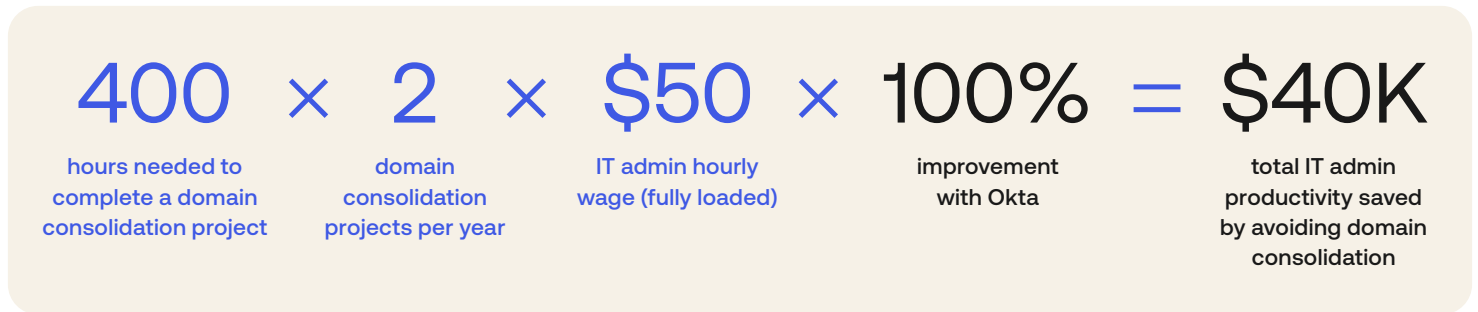 400 × 2 × $50 × 100% = $40K
hours needed to
complete a domain
consolidation project
domain
consolidation
projects per year
IT admin hourly
wage (fully loaded)
improvement
with Okta
total IT admin
productivity saved
by avoiding domain
consolidation